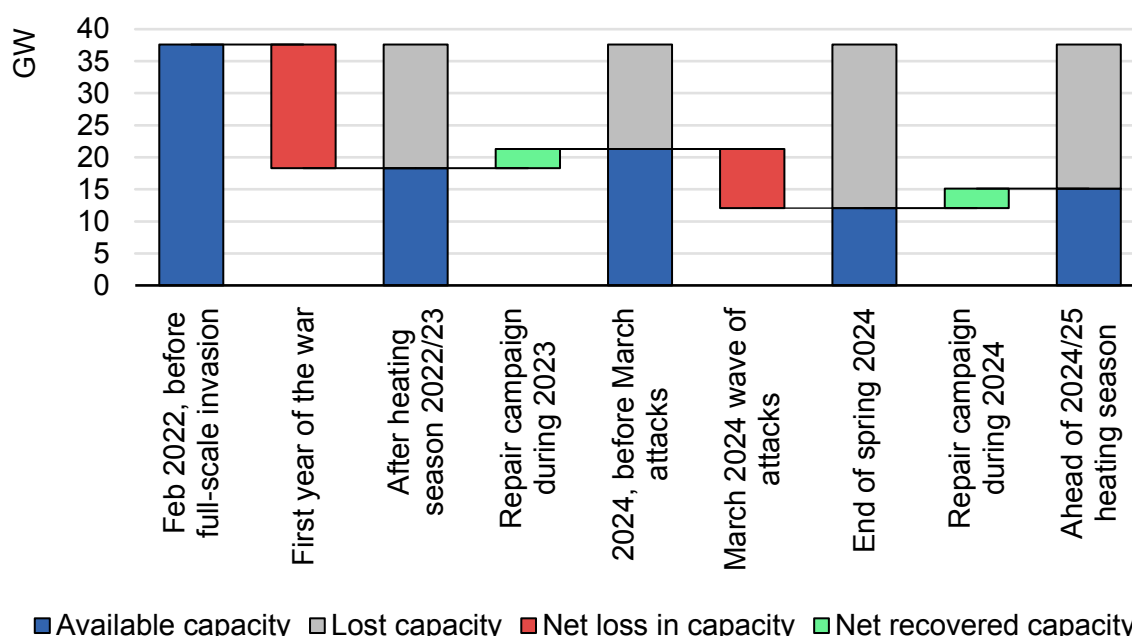 GW
40
35
30
25
20
15
10
5
0
Feb 2022, before
full-scale invasion
First year of the war
After heating
season 2022/23
Repair campaign
during 2023
2024, before March
attacks
March 2024 wave of
attacks
End of spring 2024
Repair campaign
during 2024
Ahead of 2024/25
heating season
Available capacity Lost capacity Net loss in capacity Net recovered capacity